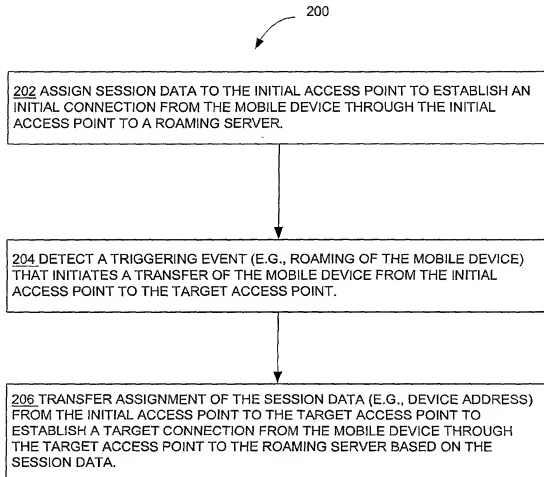 200
202 ASSIGN SESSION DATA TO THE INITIAL ACCESS POINT TO ESTABLISH AN
INITIAL CONNECTION FROM THE MOBILE DEVICE THROUGH THE INITIAL
ACCESS POINT TO A ROAMING SERVER.
204 DETECT A TRIGGERING EVENT (E.G., ROAMING OF THE MOBILE DEVICE)
THAT INITIATES A TRANSFER OF THE MOBILE DEVICE FROM THE INITIAL
ACCESS POINT TO THE TARGET ACCESS POINT.
206 TRANSFER ASSIGNMENT OF THE SESSION DATA (E.G., DEVICE ADDRESS)
FROM THE INITIAL ACCESS POINT TO THE TARGET ACCESS POINT TO
ESTABLISH A TARGET CONNECTION FROM THE MOBILE DEVICE THROUGH
THE TARGET ACCESS POINT TO THE ROAMING SERVER BASED ON THE
SESSION DATA.